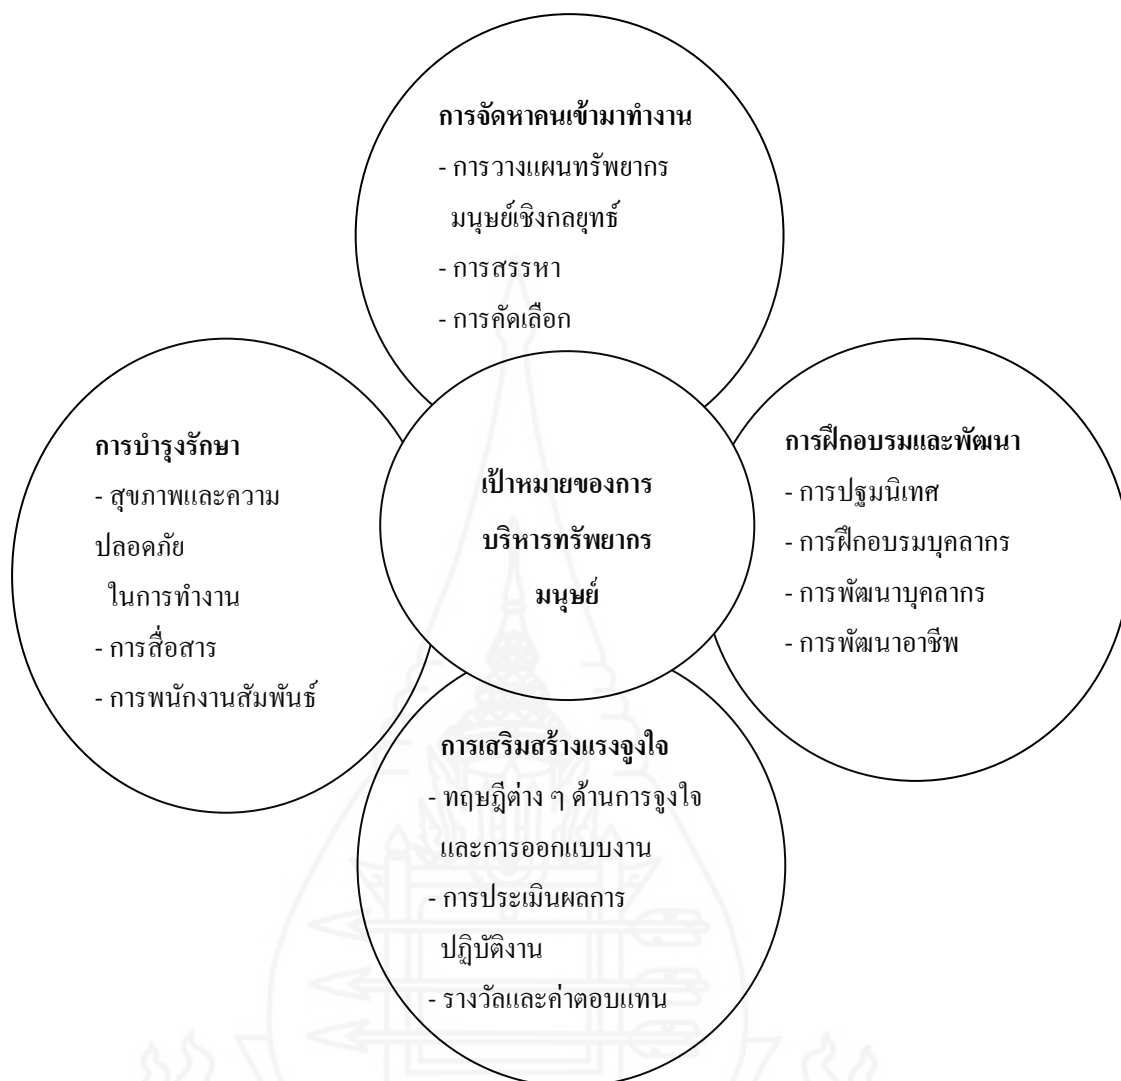 การจัดหาคนเข้ามาทำงาน
- การวางแผนทรัพยากร
มนุษย์เชิงกลยุทธ์
- การสรรหา
- การคัดเลือก
การบำรุงรักษา
- สุขภาพและความ
ปลอดภัย
ในการทำงาน
- การสื่อสาร
- การพนักงานสัมพันธ์
เป้าหมายของการ
บริหารทรัพยากร
มนุษย์
การฝึกอบรมและพัฒนา
- การปฐมนิเทศ
- การฝึกอบรมบุคลากร
- การพัฒนาบุคลากร
- การพัฒนาอาชีพ
การเสริมสร้างแรงจูงใจ
- ทฤษฎีต่าง ๆ ด้านการจูงใจ
และการออกแบบงาน
- การประเมินผลการ
ปฏิบัติงาน
- รางวัลและค่าตอบแทน